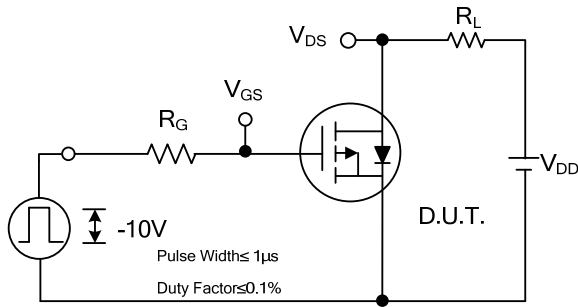 R_L
V_DS
V_GS
R_G
V_DD
D.U.T.
-10V
Pulse Width≤ 1μs
Duty Factor≤0.1%